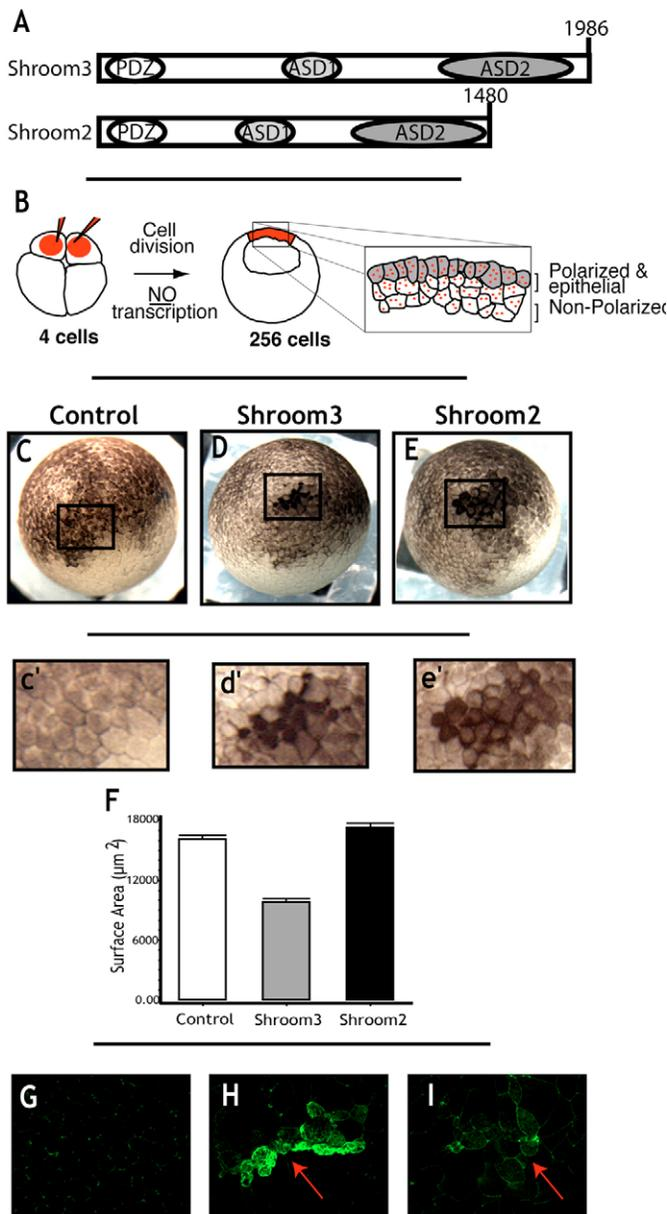 A
1986
Shroom3 PDZ ASD1 ASD2
1480
Shroom2 PDZ ASD1 ASD2
B
Cell
division
NO
transcription
4 cells
256 cells
Polarized &
epithelial
Non-Polarized
Control Shroom3 Shroom2
C D E
c' d' e'
F
Surface Area (µm 2)
18000
12000
6000
0.00
Control Shroom3 Shroom2
G H I